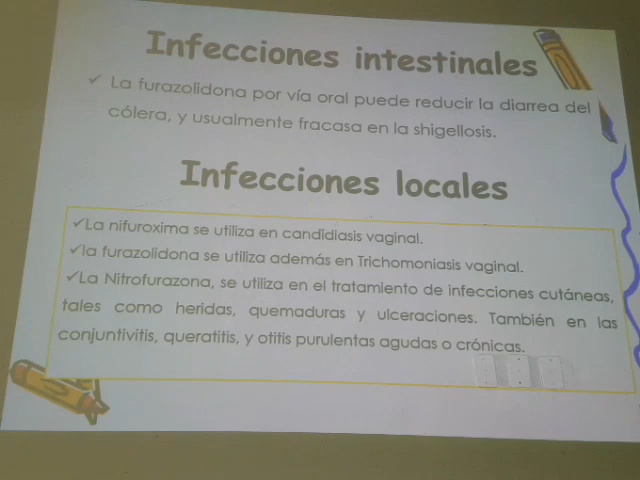 Infecciones intestinales
✓ La furazolidona por vía oral puede reducir la diarrea del
cólera, y usualmente fracasa en la shigellosis.
Infecciones locales
✓La nifuroxima se utiliza en candidiasis vaginal.
✓la furazolidona se utiliza además en Trichomoniasis vaginal.
✓La Nitrofurazona, se utiliza en el tratamiento de infecciones cutáneas,
tales como heridas, quemaduras y ulceraciones. También en las
conjuntivitis, queratitis, y otitis purulentas agudas o crónicas.